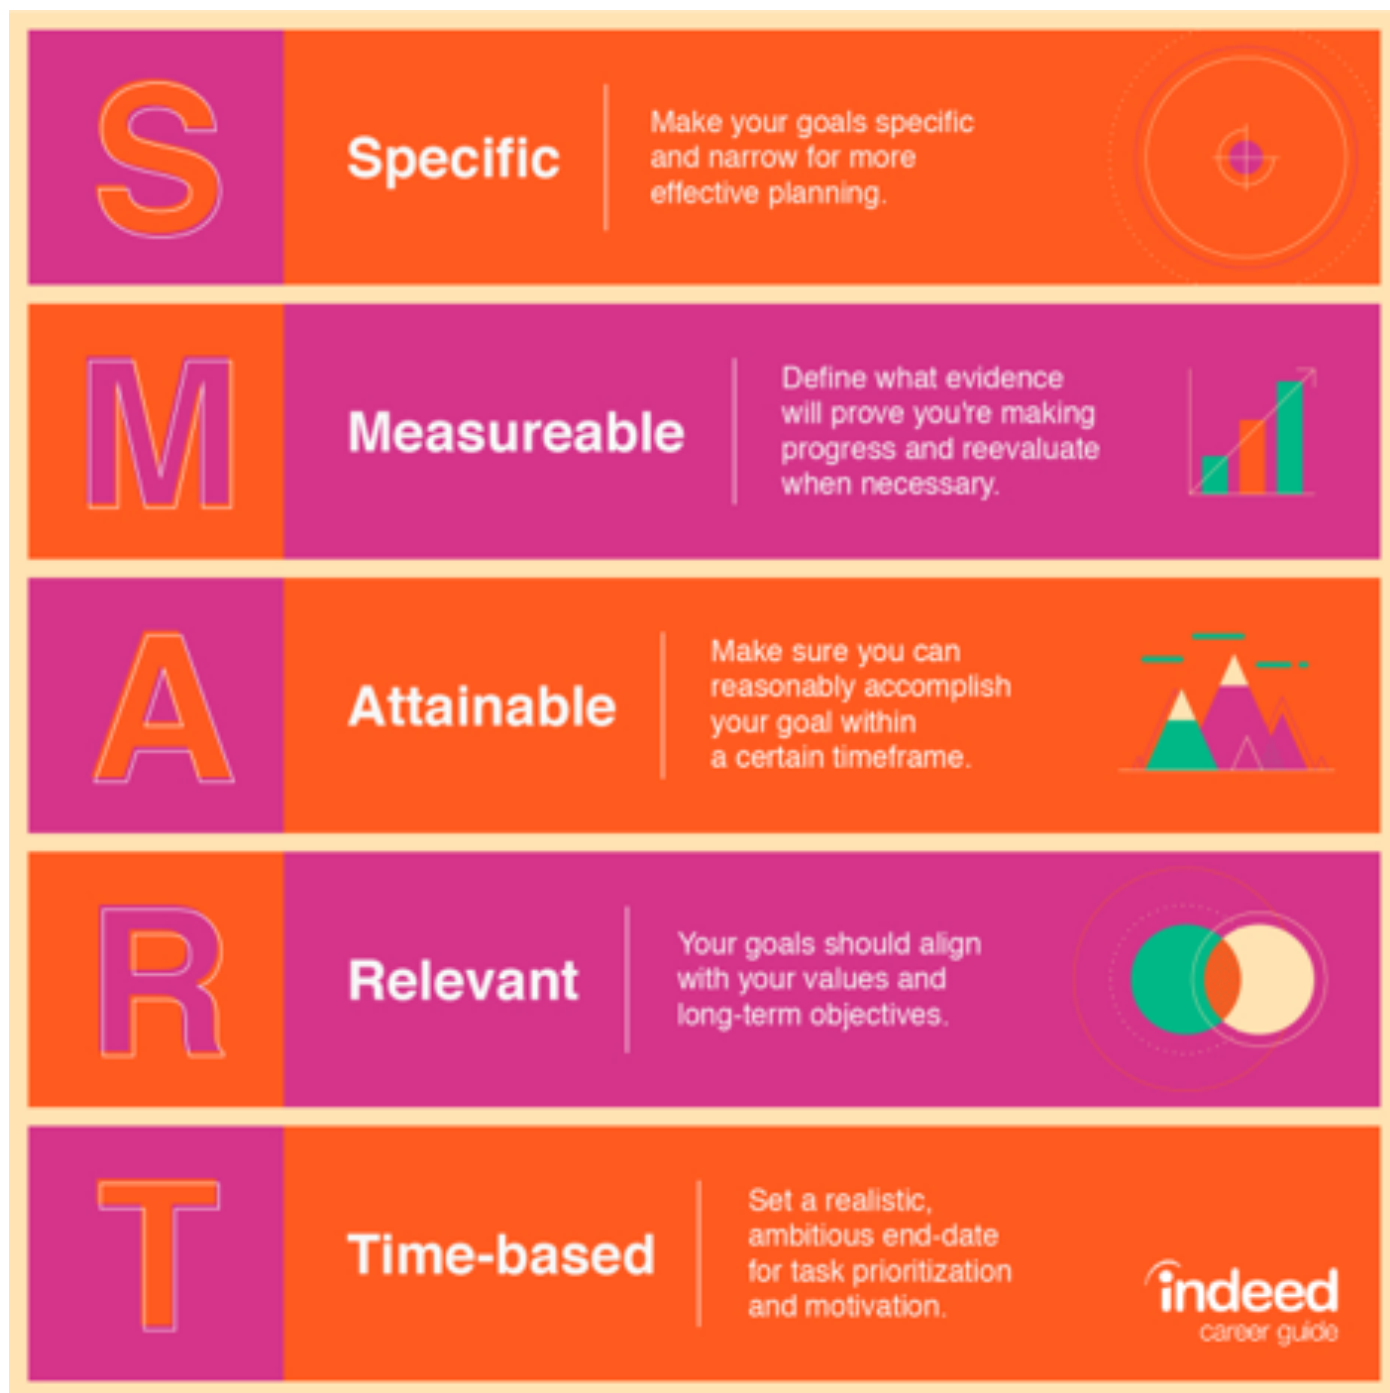 S
Specific
Make your goals specific
and narrow for more
effective planning.
M
Measureable
Define what evidence
will prove you're making
progress and reevaluate
when necessary.
A
Attainable
Make sure you can
reasonably accomplish
your goal within
a certain timeframe.
R
Relevant
Your goals should align
with your values and
long-term objectives.
T
Time-based
Set a realistic,
ambitious end-date
for task prioritization
and motivation.
indeed
career guide